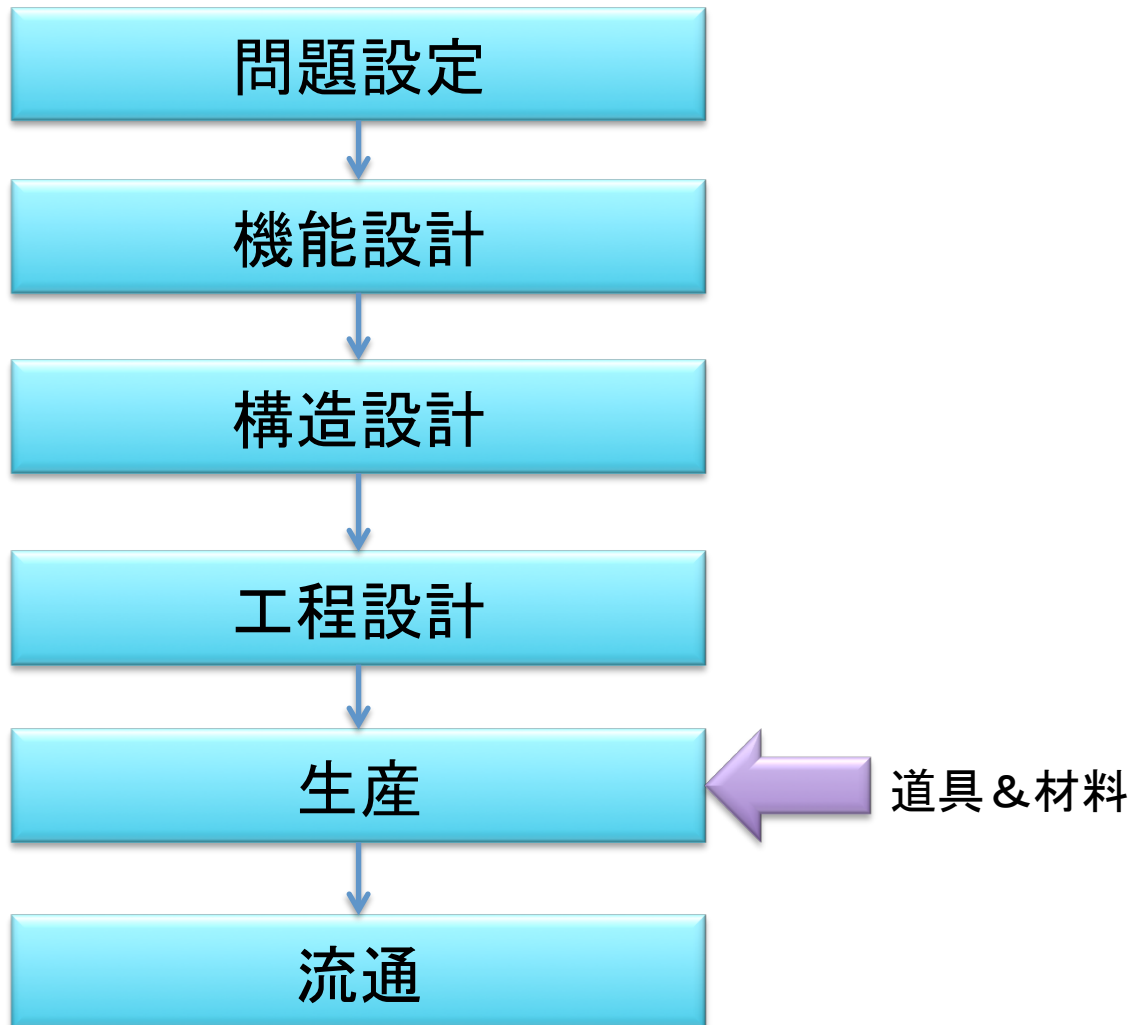 問題設定
機能設計
構造設計
工程設計
生産
道具＆材料
流通